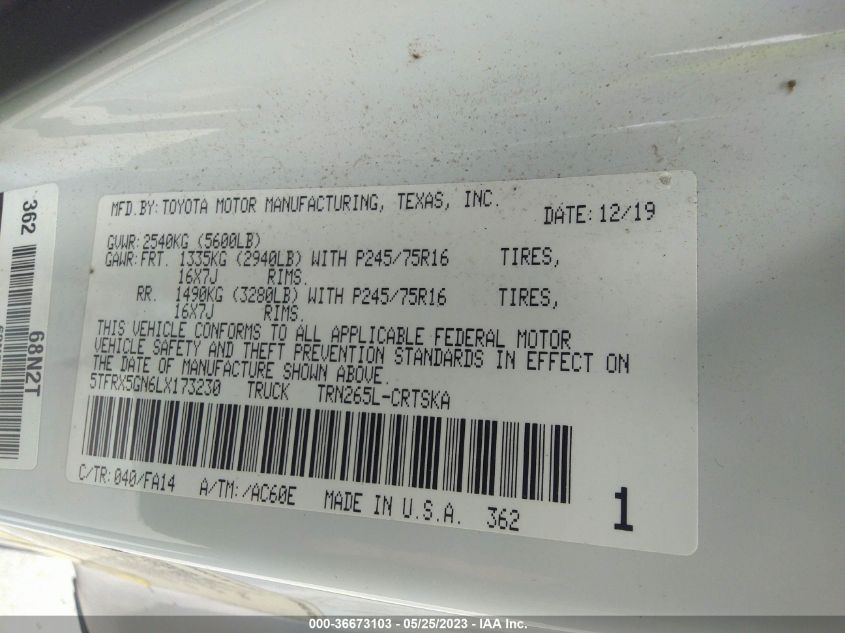 362
68N2T
MFD.BY: TOYOTA MOTOR MANUFACTURING, TEXAS, INC.
DATE: 12/19
GVWR: 2540KG (5600LB)
GAWR: FRT. 1335KG (2940LB) WITH P245/75R16 TIRES,
16X7J RIMS.
RR. 1490KG (3280LB) WITH P245/75R16 TIRES,
16X7J RIMS.
THIS VEHICLE CONFORMS TO ALL APPLICABLE FEDERAL MOTOR
VEHICLE SAFETY AND THEFT PREVENTION STANDARDS IN EFFECT ON
THE DATE OF MANUFACTURE SHOWN ABOVE.
5TFRX5GN6LX173230 TRUCK TRN265L-CRTSKA
C/TR: 040/FA14 A/TM: /AC60E MADE IN U.S.A. 362 1
000-36673103 — 05/25/2023 — IAA Inc.